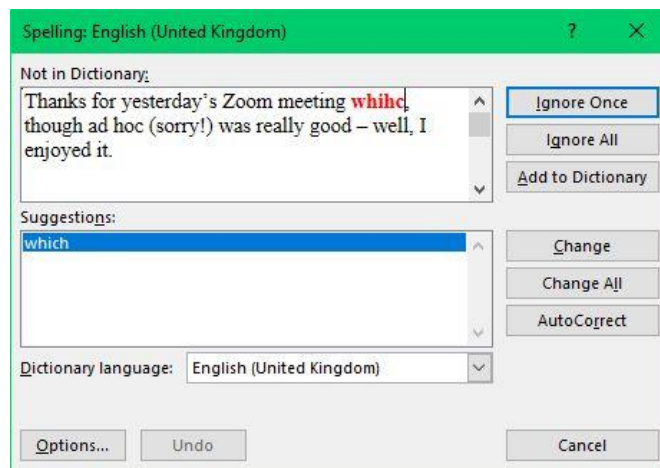 Spelling: English (United Kingdom) ? ×
Not in Dictionary:
Thanks for yesterday's Zoom meeting whihc,
though ad hoc (sorry!) was really good – well, I
enjoyed it.
Ignore Once
Ignore All
Add to Dictionary
Suggestions:
which
Change
Change All
AutoCorrect
Dictionary language: English (United Kingdom)
Options... Undo Cancel